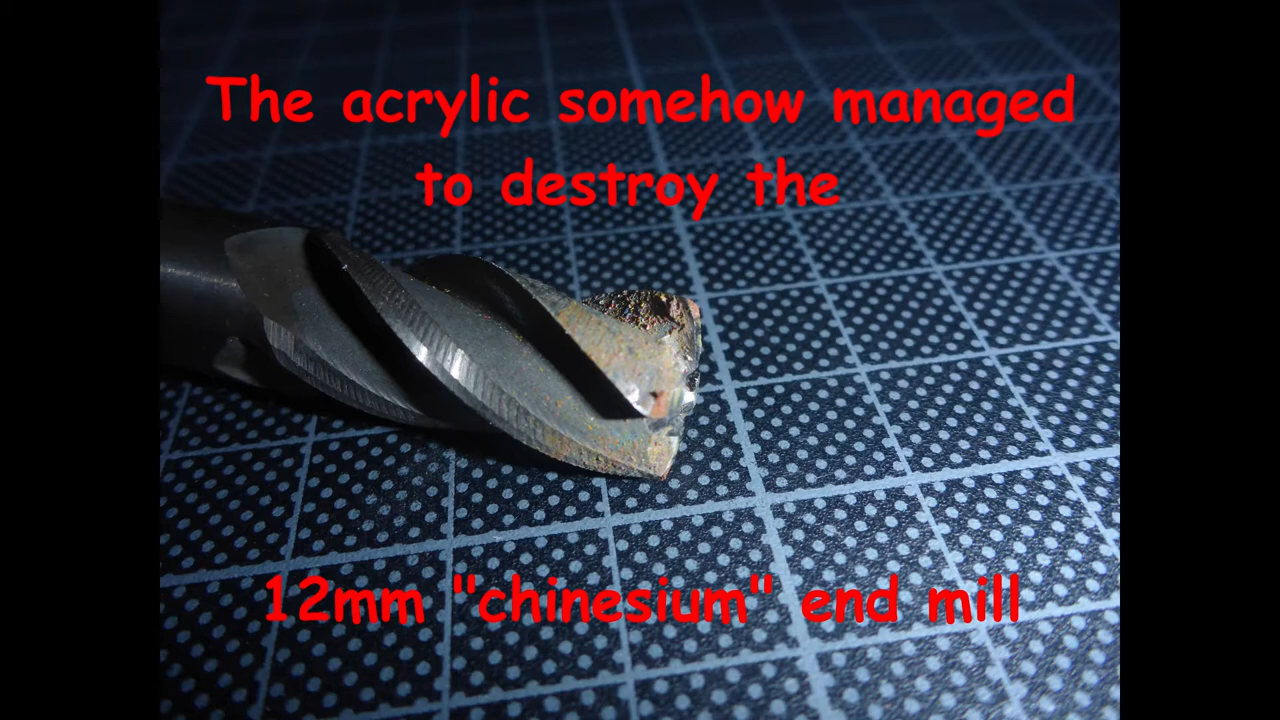 The acrylic somehow managed
to destroy the
12mm "chinesium" end mill